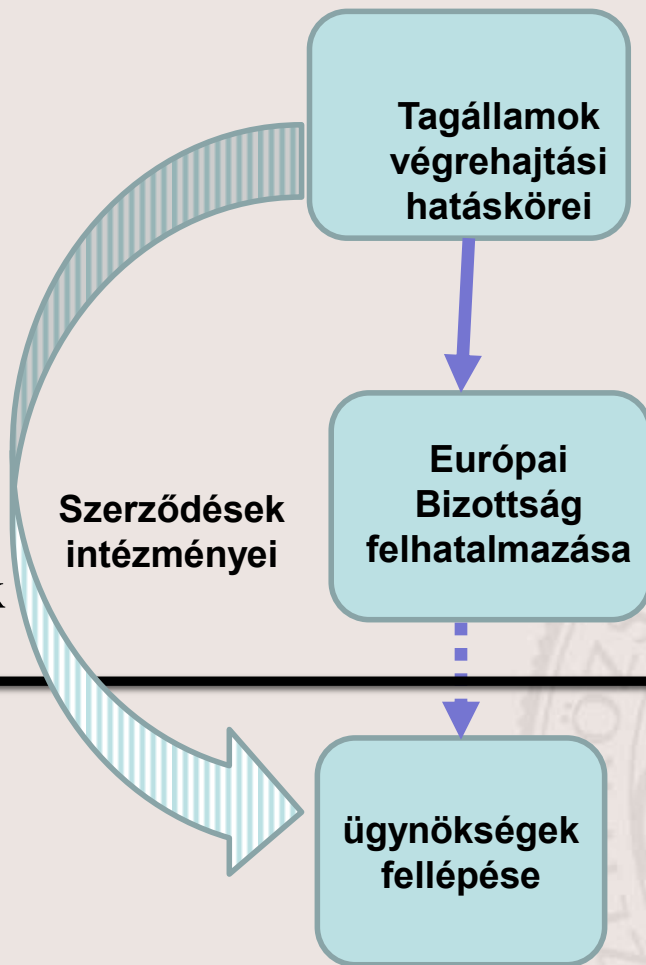 Tagállamok
végrehajtási
hatáskörei
Európai
Bizottság
felhatalmazása
Szerződések
intézményei
k
ügynökségek
fellépése